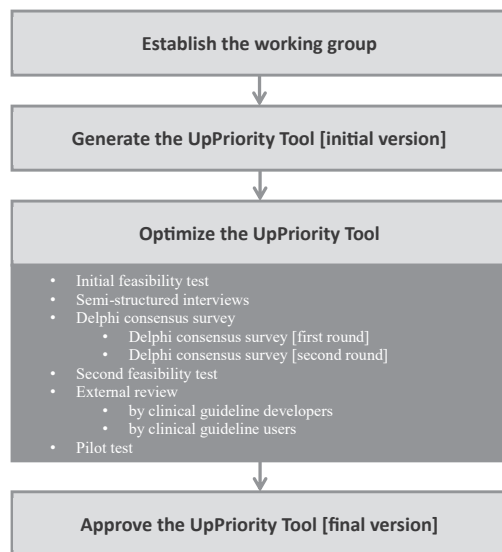 Establish the working group
Generate the UpPriority Tool [initial version]
Optimize the UpPriority Tool
• Initial feasibility test
• Semi-structured interviews
• Delphi consensus survey
• Delphi consensus survey [first round]
• Delphi consensus survey [second round]
• Second feasibility test
• External review
• by clinical guideline developers
• by clinical guideline users
• Pilot test
Approve the UpPriority Tool [final version]